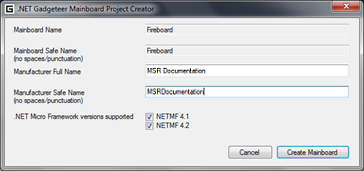 .NET Gadgeteer Mainboard Project Creator
Mainboard Name Fireboard
Mainboard Safe Name Fireboard
(no spaces/punctuation)
Manufacturer Full Name MSR Documentation
Manufacturer Safe Name MSRDocumentation
(no spaces/punctuation)
.NET Micro Framework versions supported NETMF 4.1
NETMF 4.2
Cancel Create Mainboard